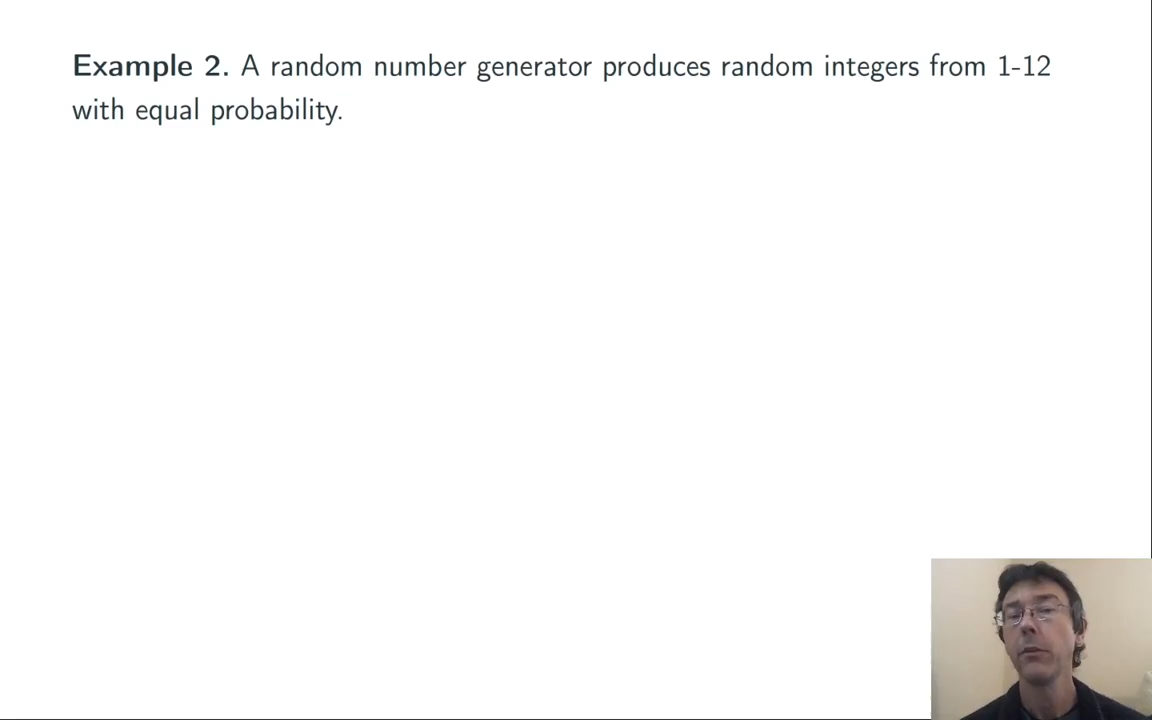 Example 2. A random number generator produces random integers from 1-12
with equal probability.